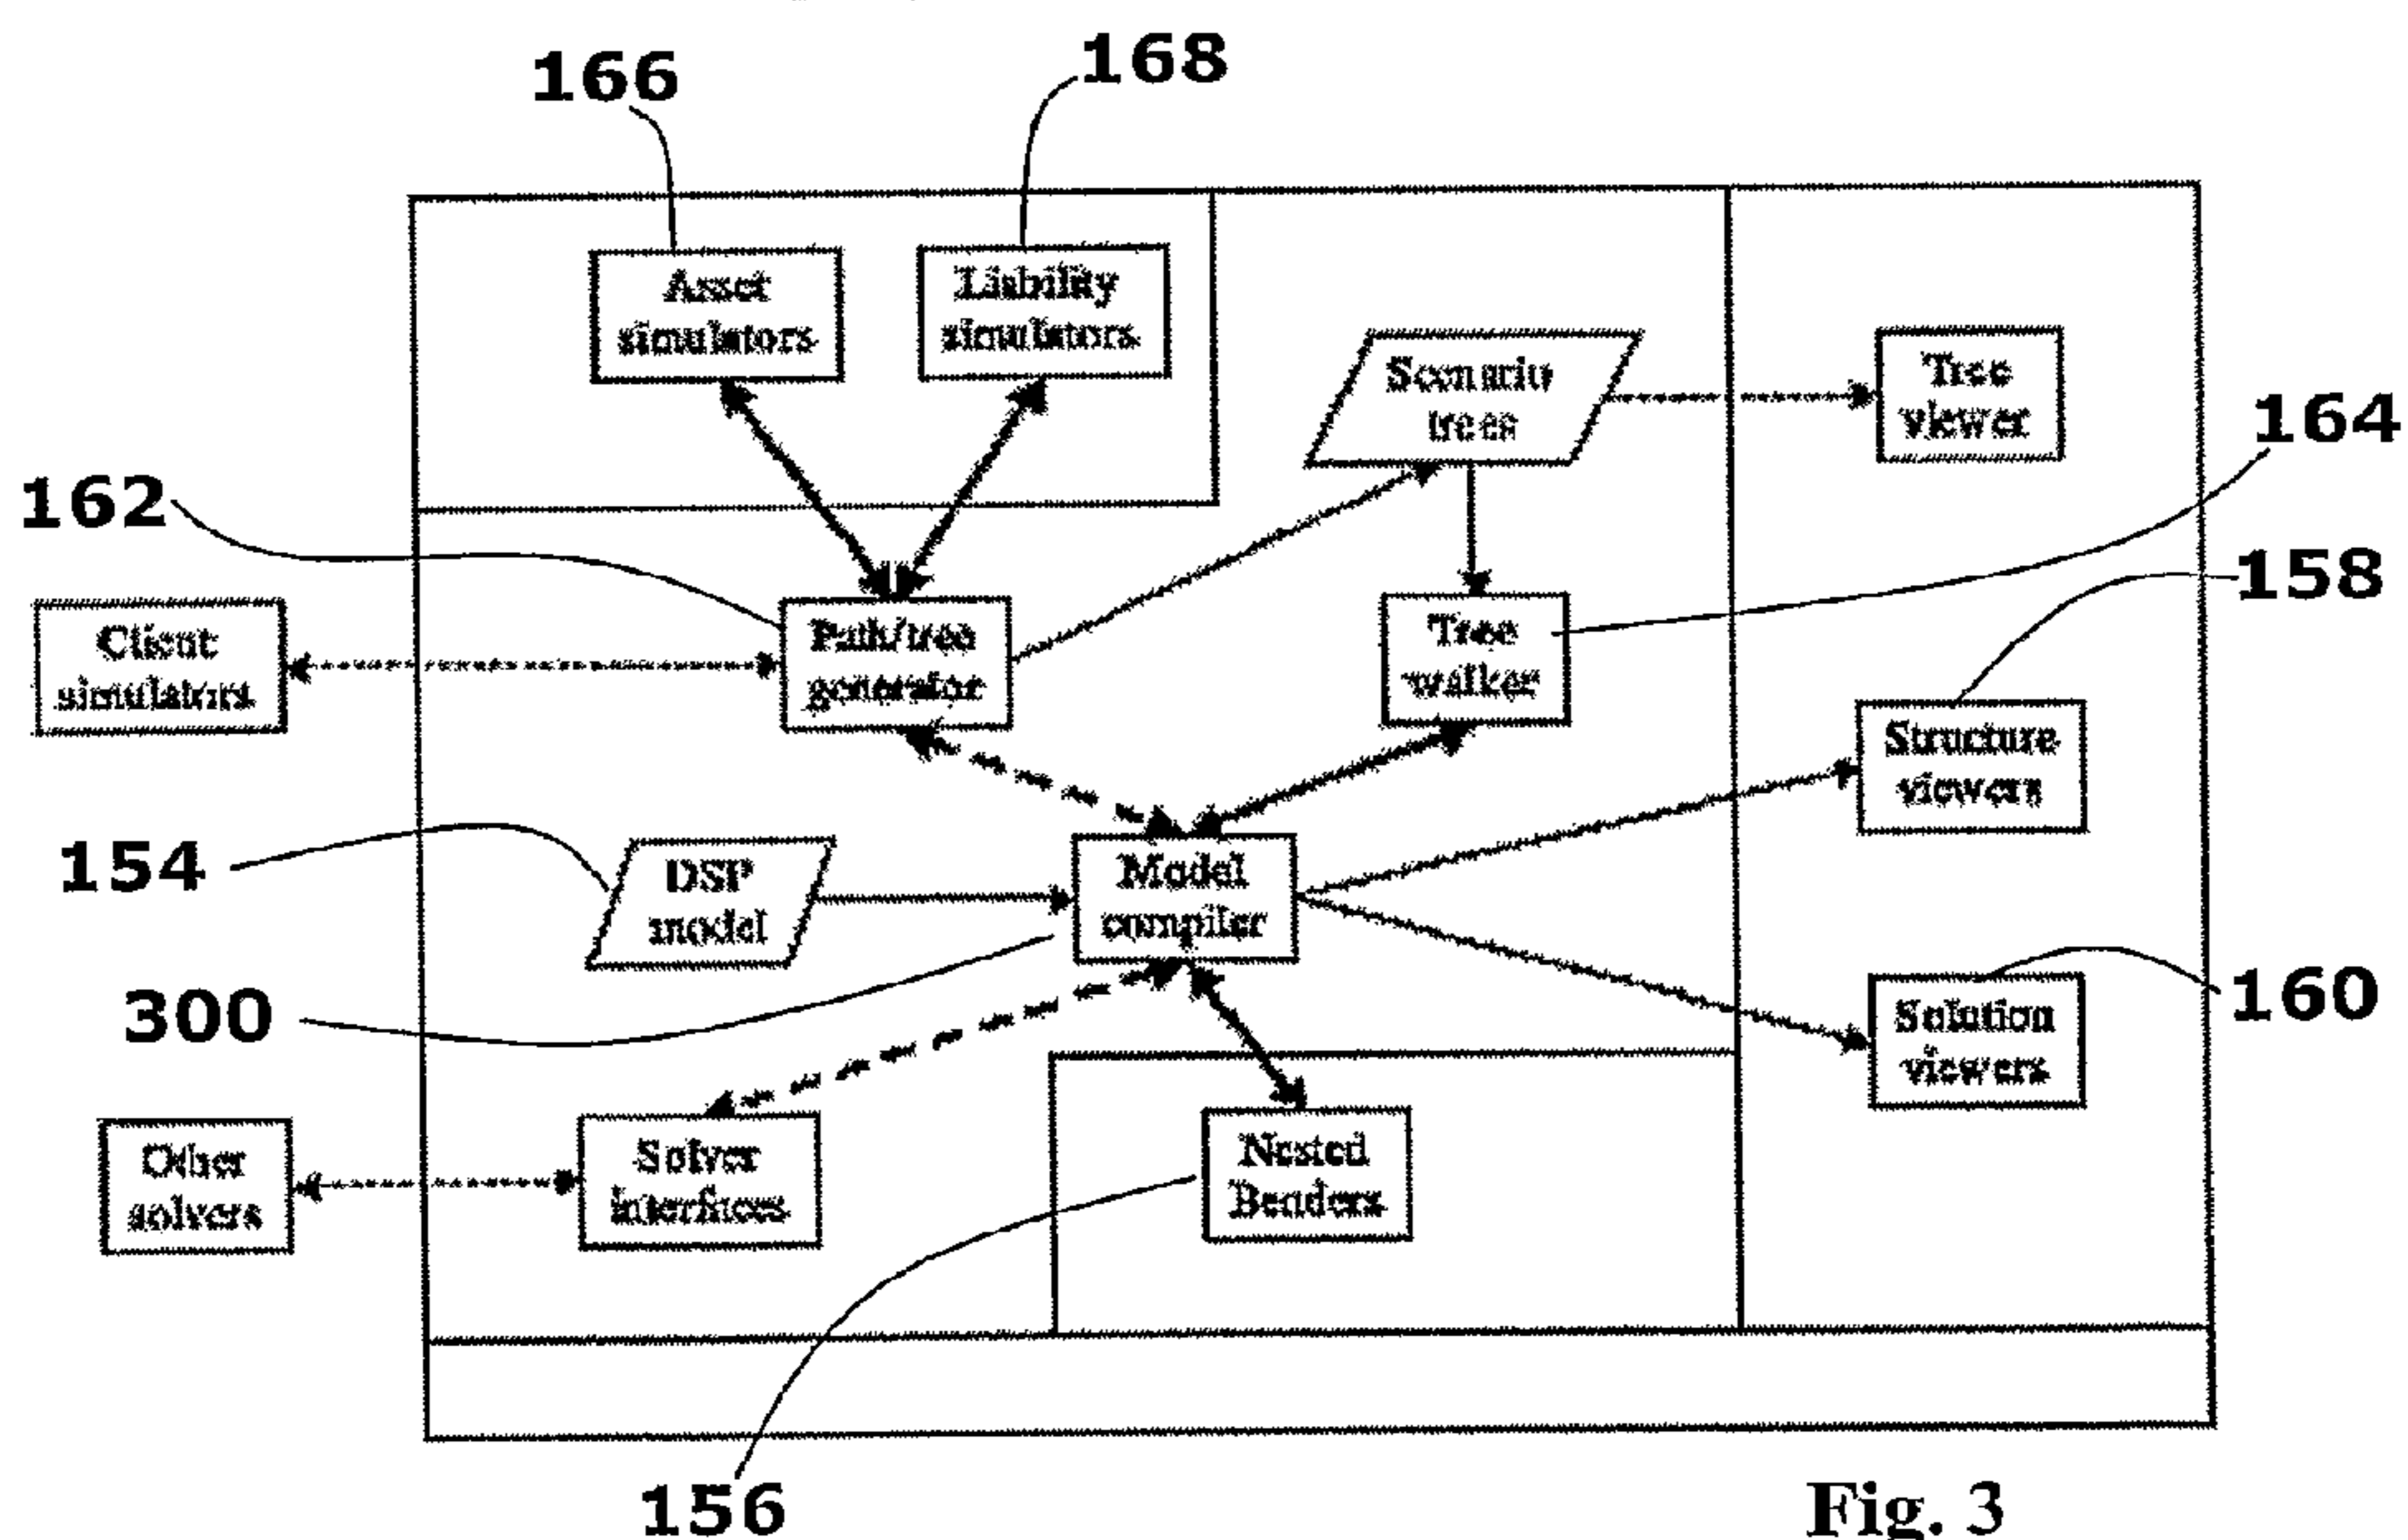 166
168
Asset
simulators
Liability
simulators
Scenario
trees
Tree
viewer
164
162
158
Client
simulators
Path/tree
generator
Tree
walker
Structure
viewers
154
DSP
model
Model
compiler
300
160
Solution
viewers
Other
solvers
Solver
interfaces
Nested
Benders
156
Fig. 3